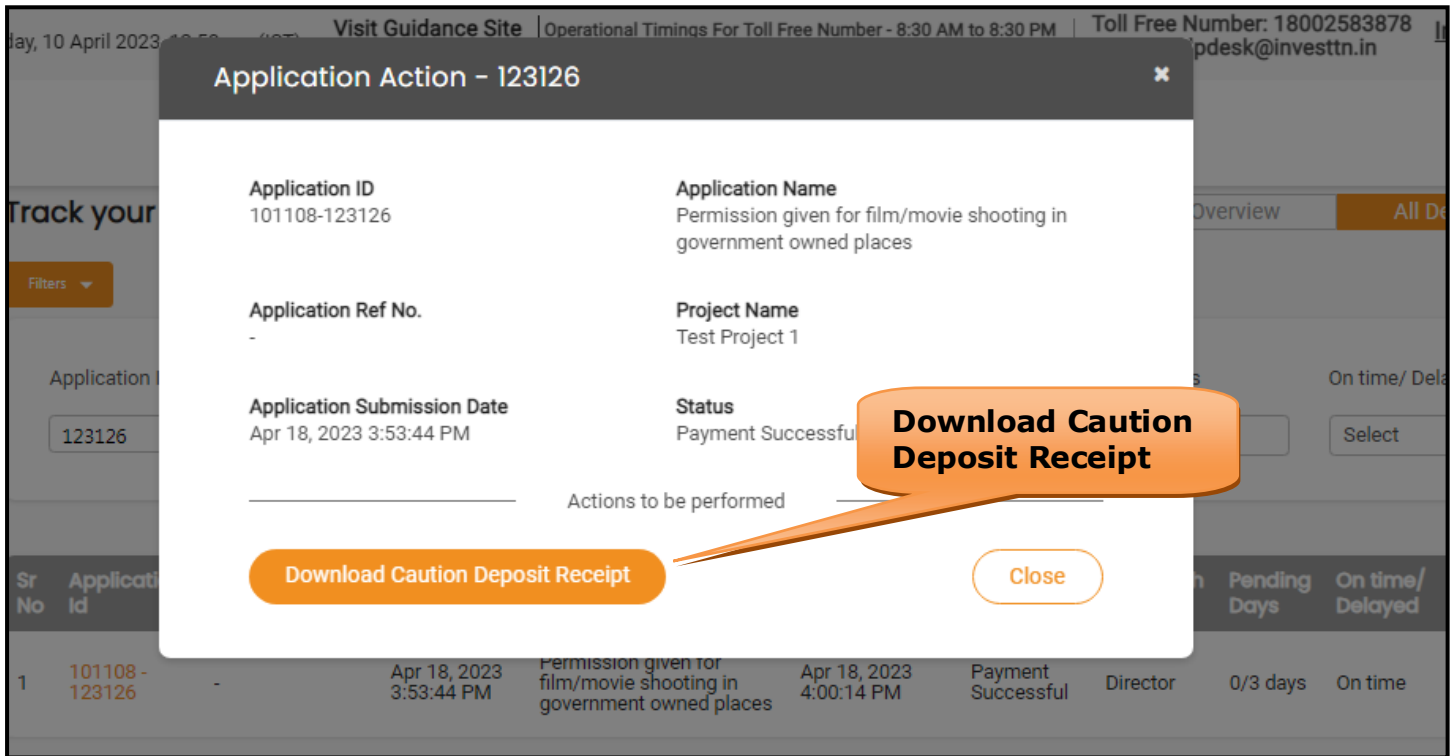 Visit Guidance Site
Operational Timings For Toll Free Number - 8:30 AM to 8:30 PM
Toll Free Number: 18002583878
10 April 2023
Application Action - 123126
Application ID
101108-123126
Application Name
Permission given for film/movie shooting in
government owned places
Track your
Overview
All
Filters
Application Ref No.
-
Project Name
Test Project 1
Application
On time/
123126
Select
Application Submission Date
Apr 18, 2023 3:53:44 PM
Status
Payment Successful
Download Caution
Deposit Receipt
Actions to be performed
Download Caution Deposit Receipt
Close
Sr
No
Id
Pending
Days
On time/
Delayed
1
101108 -
123126
-
Apr 18, 2023
3:53:44 PM
Permission given for
film/movie shooting in
government owned places
Apr 18, 2023
4:00:14 PM
Payment
Successful
Director
0/3 days
On time